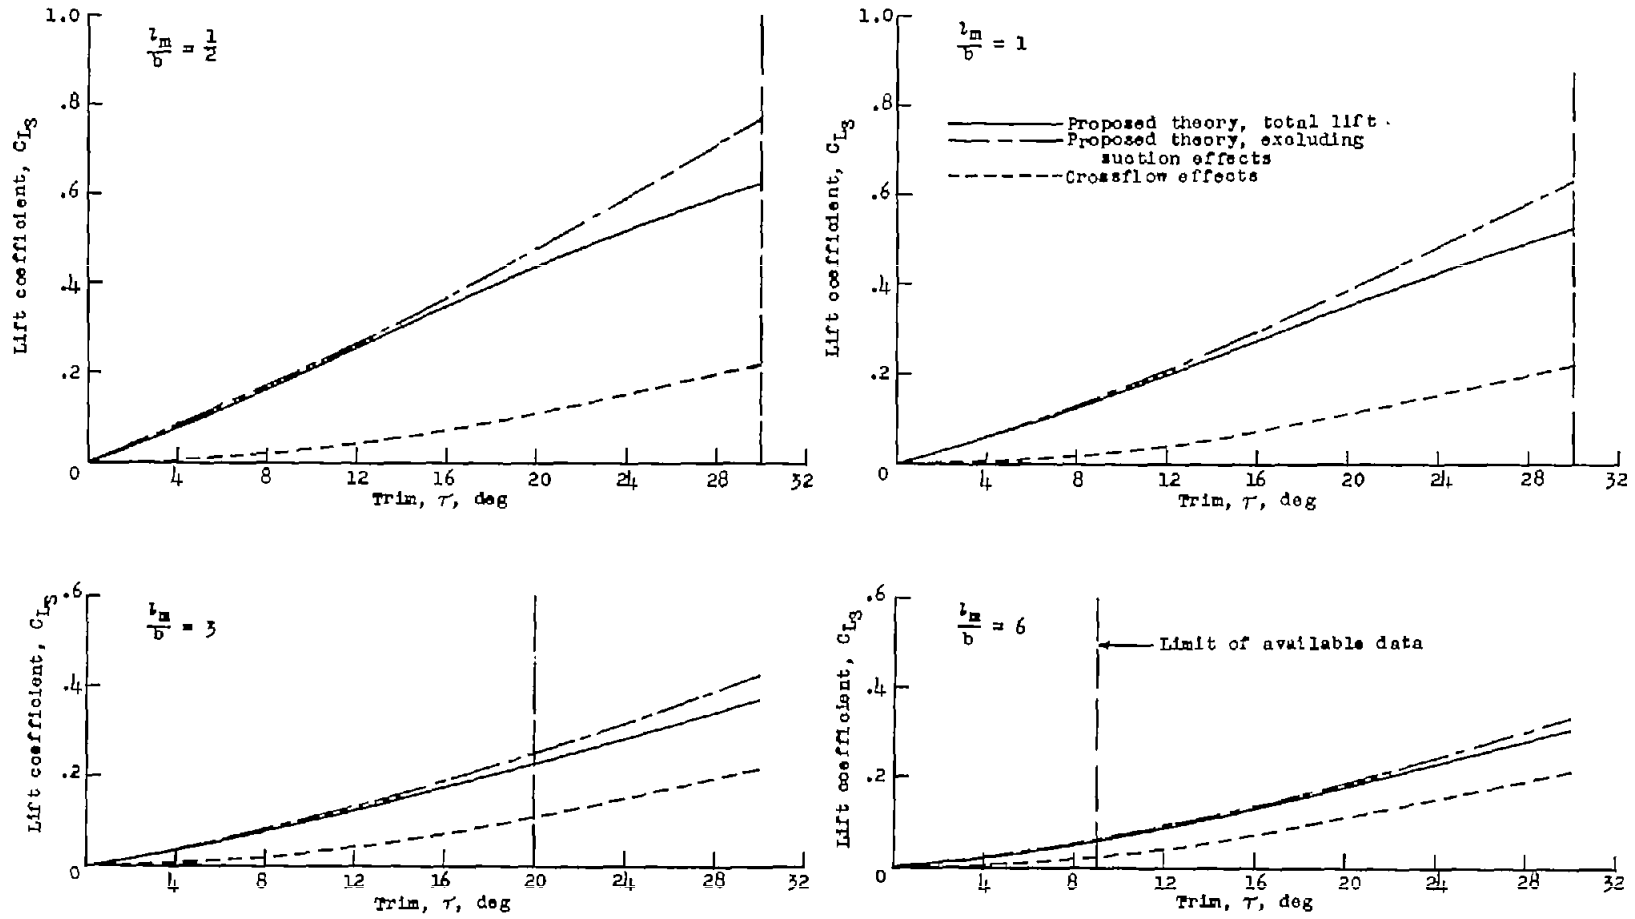 l_m/b = 1/2
1.0
.8
.6
.4
.2
0
Lift coefficient, C_LS
4 8 12 16 20 24 28 32
Trim, τ, deg
l_m/b = 1
1.0
.8
.6
.4
.2
0
Lift coefficient, C_LS
Proposed theory, total lift
Proposed theory, excluding
suction effects
Crossflow effects
4 8 12 16 20 24 28 32
Trim, τ, deg
l_m/b = 3
.6
.4
.2
0
Lift coefficient, C_LS
4 8 12 16 20 24 28 32
Trim, τ, deg
l_m/b = 6
.6
.4
.2
0
Lift coefficient, C_LS
Limit of available data
4 8 12 16 20 24 28 32
Trim, τ, deg